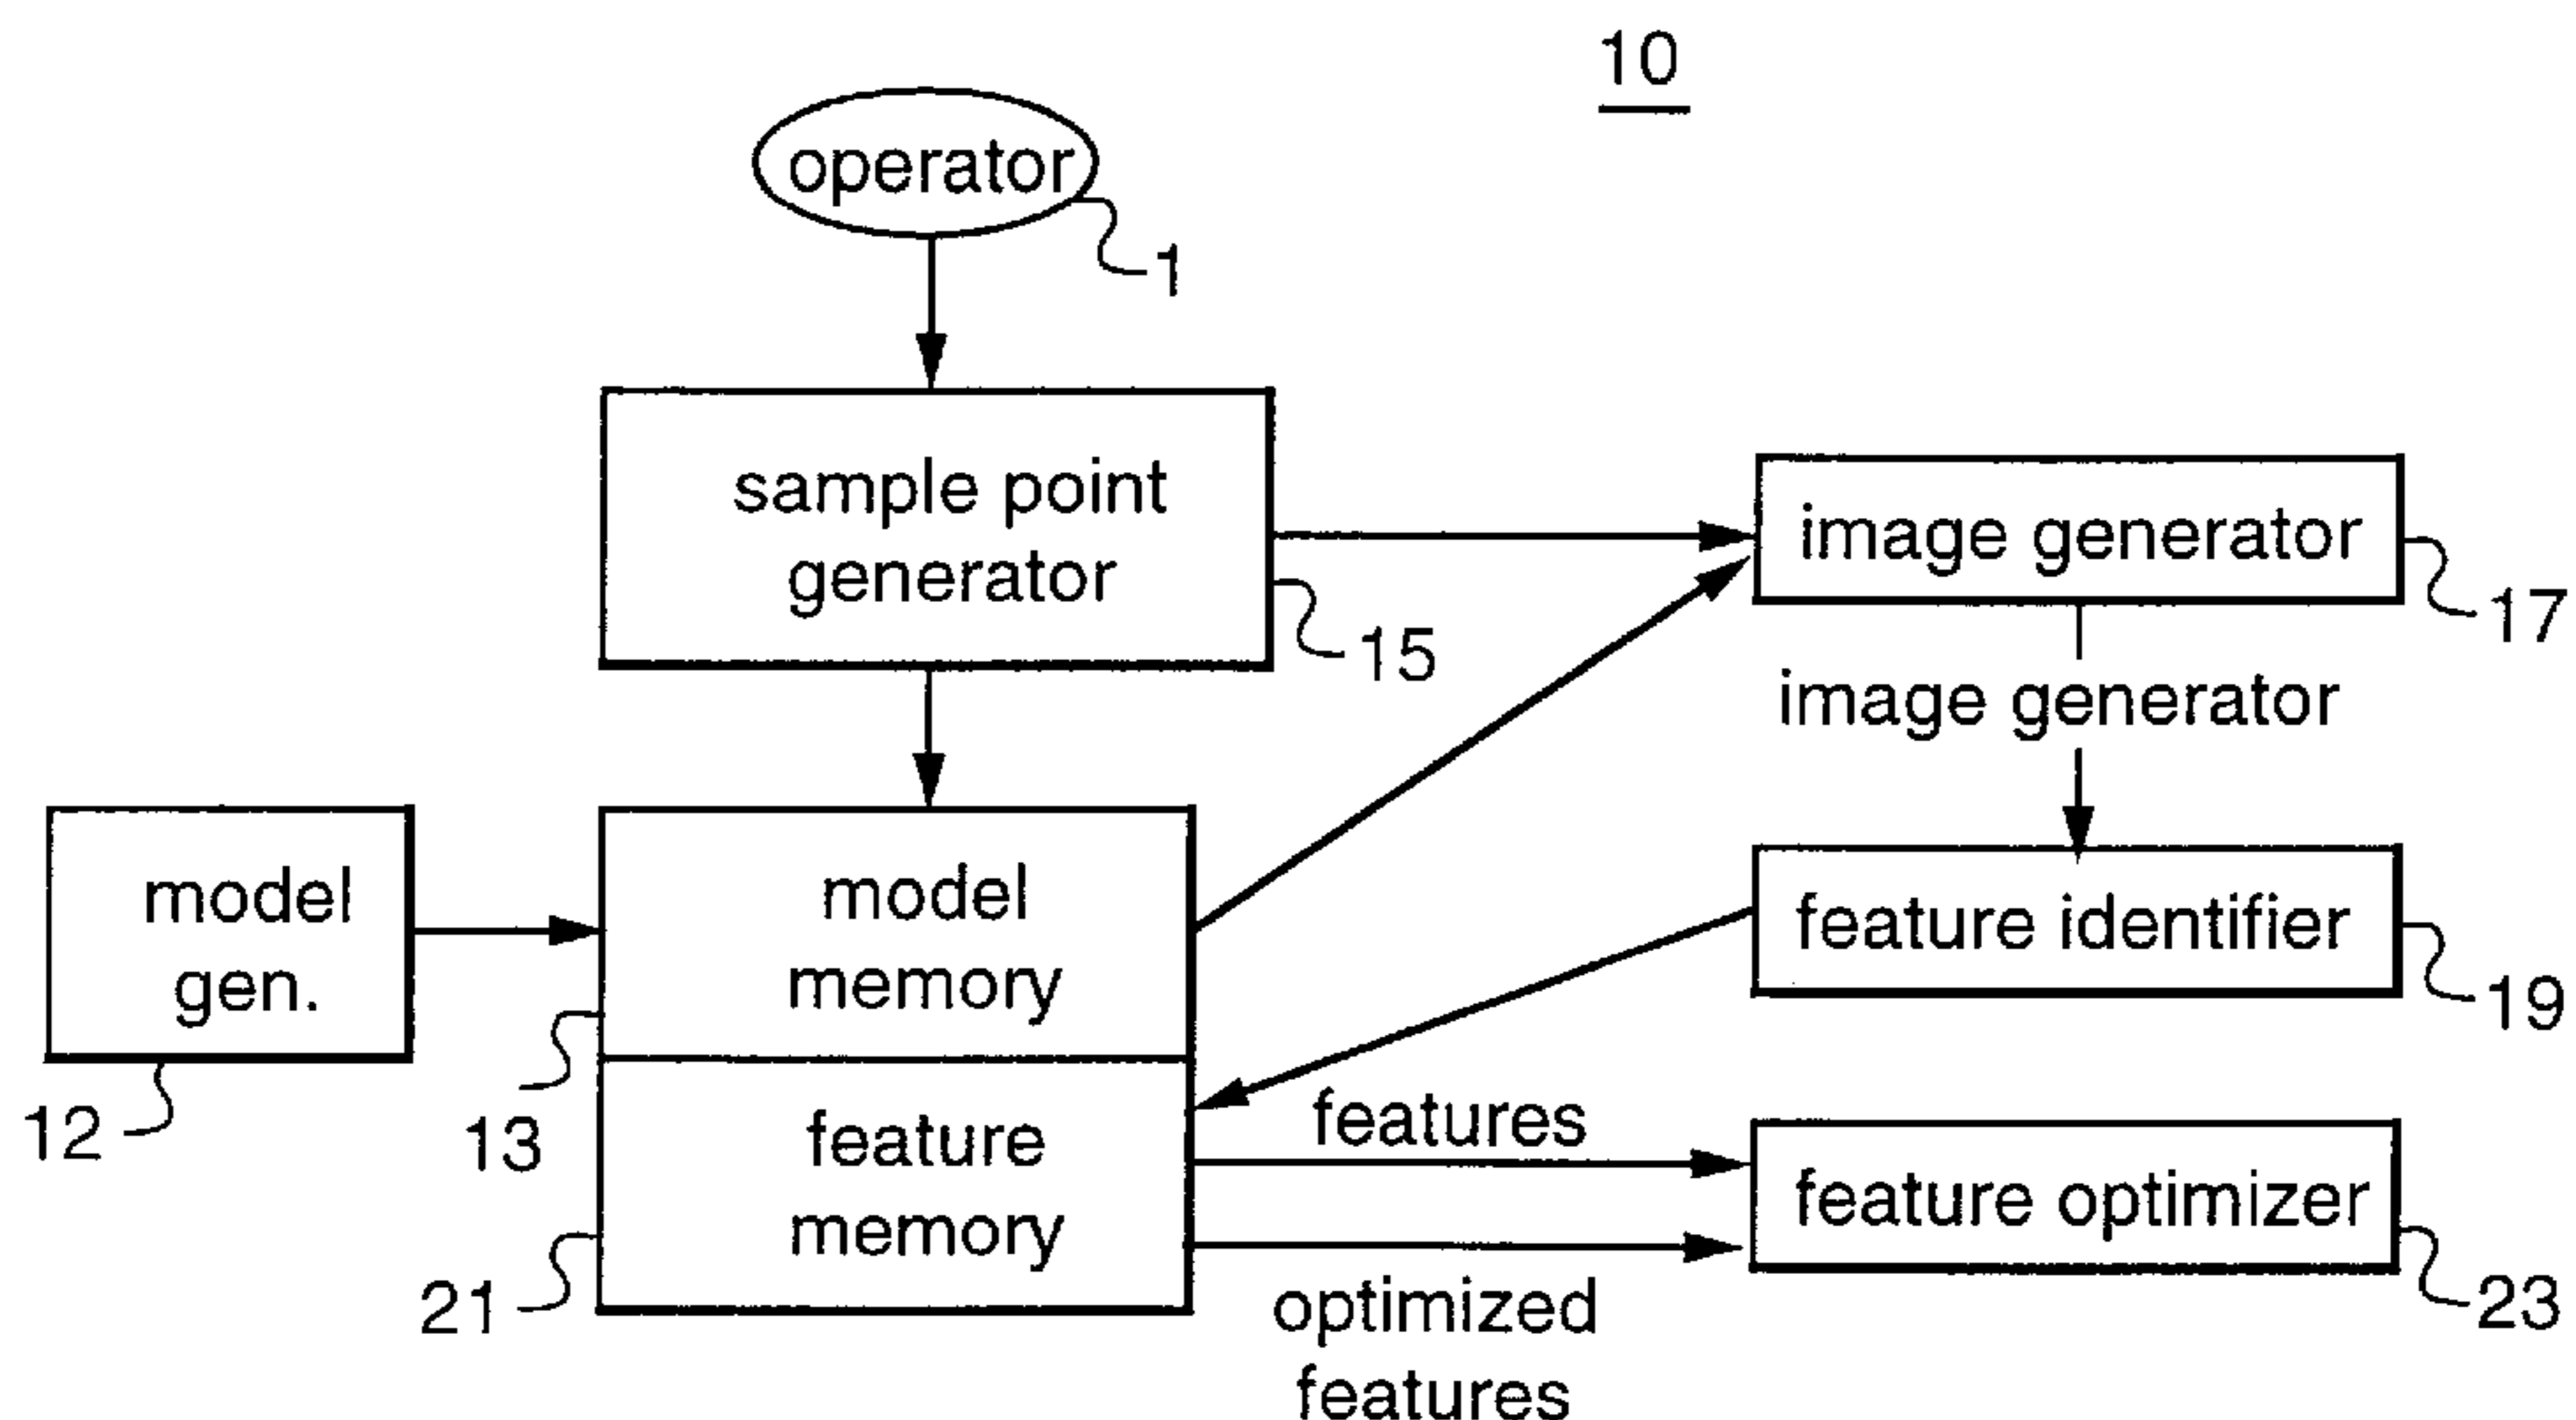 10
operator
1
sample point
generator
15
image generator
17
image generator
model
gen.
12
model
memory
13
feature identifier
19
feature
memory
21
features
optimized
features
feature optimizer
23